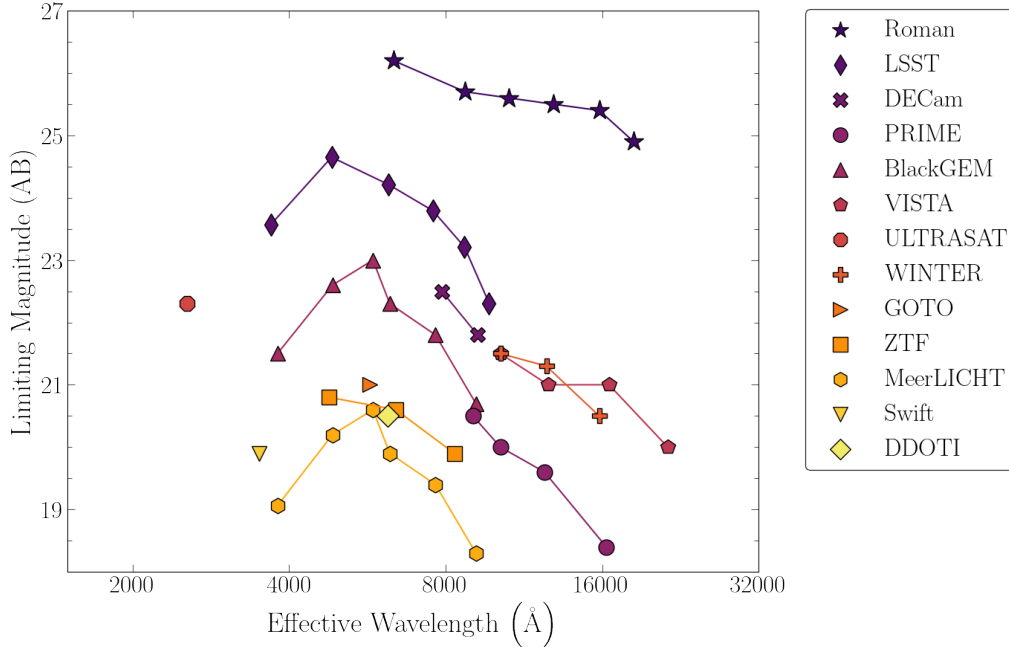 27
25
23
21
19
Limiting Magnitude (AB)
2000 4000 8000 16000 32000
Effective Wavelength (Å)
Roman
LSST
DECam
PRIME
BlackGEM
VISTA
ULTRASAT
WINTER
GOTO
ZTF
MeerLICHT
Swift
DDOTI